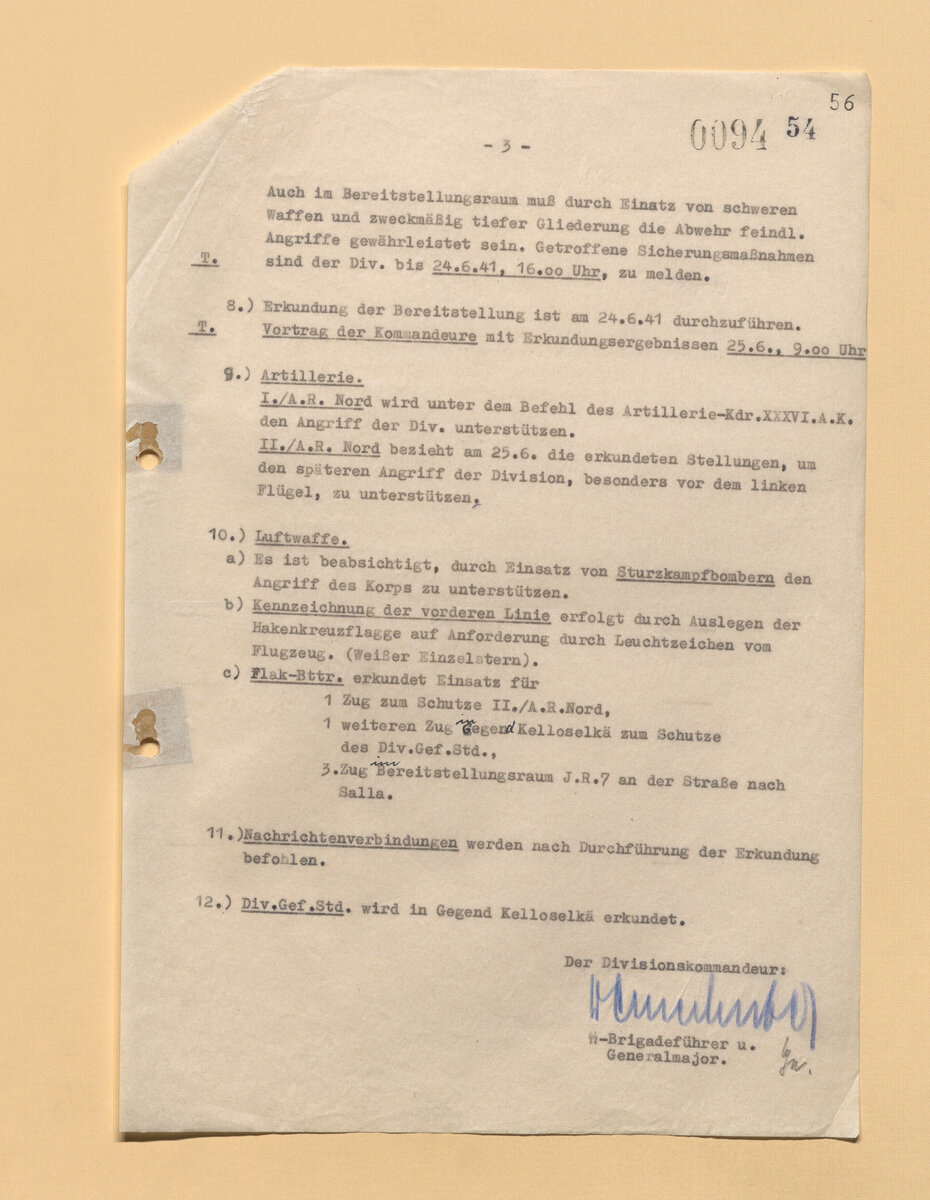 56
0094 54
- 3 -
Auch im Bereitstellungsraum muß durch Einatz von schweren
Waffen und zweckmäßig tiefer Gliederung die Abwehr feindl.
Angriffe gewährleistet sein. Getroffene Sicherungsmaßnahmen
T. sind der Div. bis 24.6.41, 16.oo Uhr, zu melden.
8.) Erkundung der Bereitstellung ist am 24.6.41 durchzuführen.
T. Vortrag der Kommandeure mit Erkundungsergebnissen 25.6., 9.oo Uhr
9.) Artillerie.
I./A.R. Nord wird unter dem Befehl des Artillerie-Kdr.XXXVI.A.K.
den Angriff der Div. unterstützen.
II./A.R. Nord bezieht am 25.6. die erkundeten Stellungen, um
den späteren Angriff der Division, besonders vor dem linken
Flügel, zu unterstützen.
10.) Luftwaffe.
a) Es ist beabsichtigt, durch Einsatz von Sturzkampfbombern den
Angriff des Korps zu unterstützen.
b) Kennzeichnung der vorderen Linie erfolgt durch Auslegen der
Hakenkreuzflagge auf Anforderung durch Leuchtzeichen vom
Flugzeug. (Weißer Einzelstern).
c) Flak-Bttr. erkundet Einsatz für
1 Zug zum Schutze II./A.R.Nord,
1 weiteren Zug in Gegend Kelloselkä zum Schutze
des Div.Gef.Std.,
3.Zug im Bereitstellungsraum J.R.7 an der Straße nach
Salla.
11.)Nachrichtenverbindungen werden nach Durchführung der Erkundung
befohlen.
12.) Div.Gef.Std. wird in Gegend Kelloselkä erkundet.
Der Divisionskommandeur:
ᛋᛋ-Brigadeführer u.
Generalmajor.